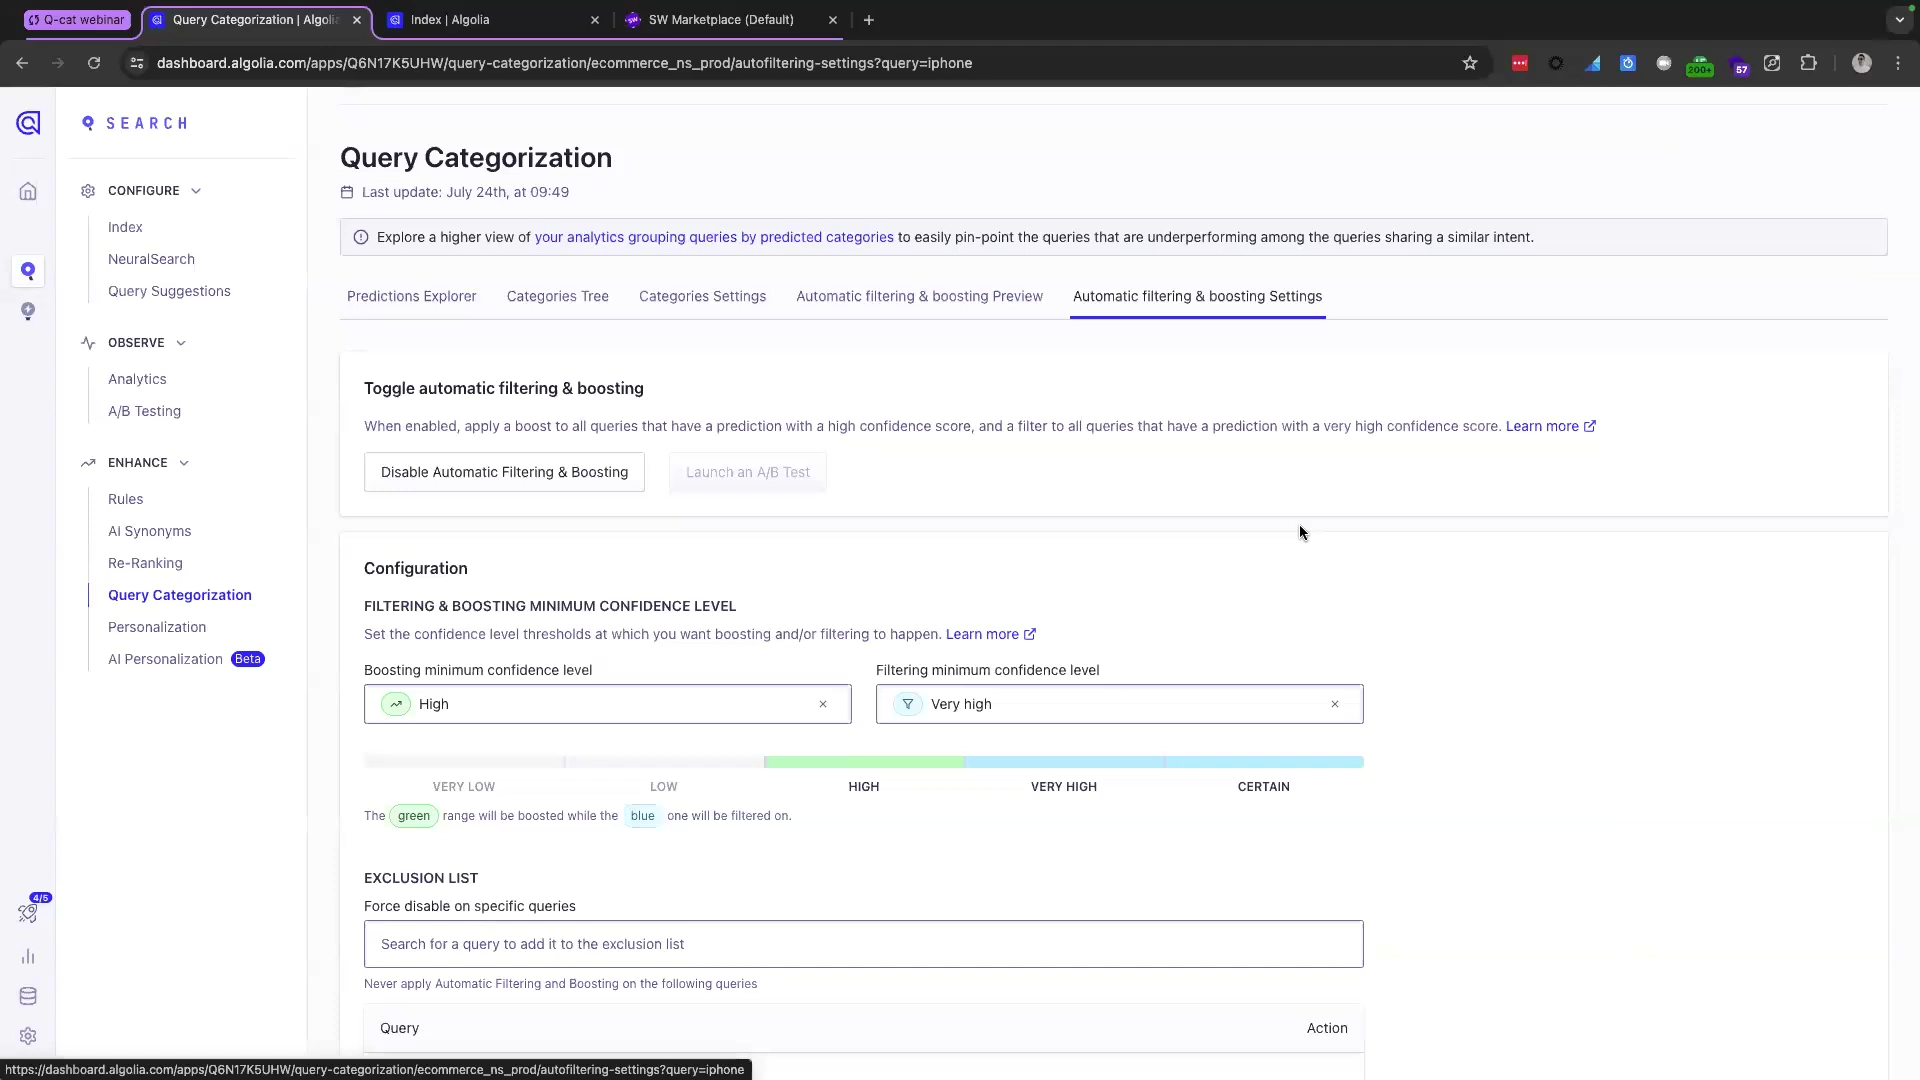 Q-cat webinar
Query Categorization | Algolia
Index | Algolia
SW Marketplace (Default)
dashboard.algolia.com/apps/Q6N17K5UHW/query-categorization/ecommerce_ns_prod/autofiltering-settings?query=iphone
200+
57
SEARCH
CONFIGURE
Index
NeuralSearch
Query Suggestions
OBSERVE
Analytics
A/B Testing
ENHANCE
Rules
AI Synonyms
Re-Ranking
Query Categorization
Personalization
AI Personalization Beta
4/5
Query Categorization
Last update: July 24th, at 09:49
Explore a higher view of your analytics grouping queries by predicted categories to easily pin-point the queries that are underperforming among the queries sharing a similar intent.
Predictions Explorer
Categories Tree
Categories Settings
Automatic filtering & boosting Preview
Automatic filtering & boosting Settings
Toggle automatic filtering & boosting
When enabled, apply a boost to all queries that have a prediction with a high confidence score, and a filter to all queries that have a prediction with a very high confidence score. Learn more
Disable Automatic Filtering & Boosting
Launch an A/B Test
Configuration
FILTERING & BOOSTING MINIMUM CONFIDENCE LEVEL
Set the confidence level thresholds at which you want boosting and/or filtering to happen. Learn more
Boosting minimum confidence level
High
Filtering minimum confidence level
Very high
VERY LOW
LOW
HIGH
VERY HIGH
CERTAIN
The green range will be boosted while the blue one will be filtered on.
EXCLUSION LIST
Force disable on specific queries
Search for a query to add it to the exclusion list
Never apply Automatic Filtering and Boosting on the following queries
Query
Action
https://dashboard.algolia.com/apps/Q6N17K5UHW/query-categorization/ecommerce_ns_prod/autofiltering-settings?query=iphone